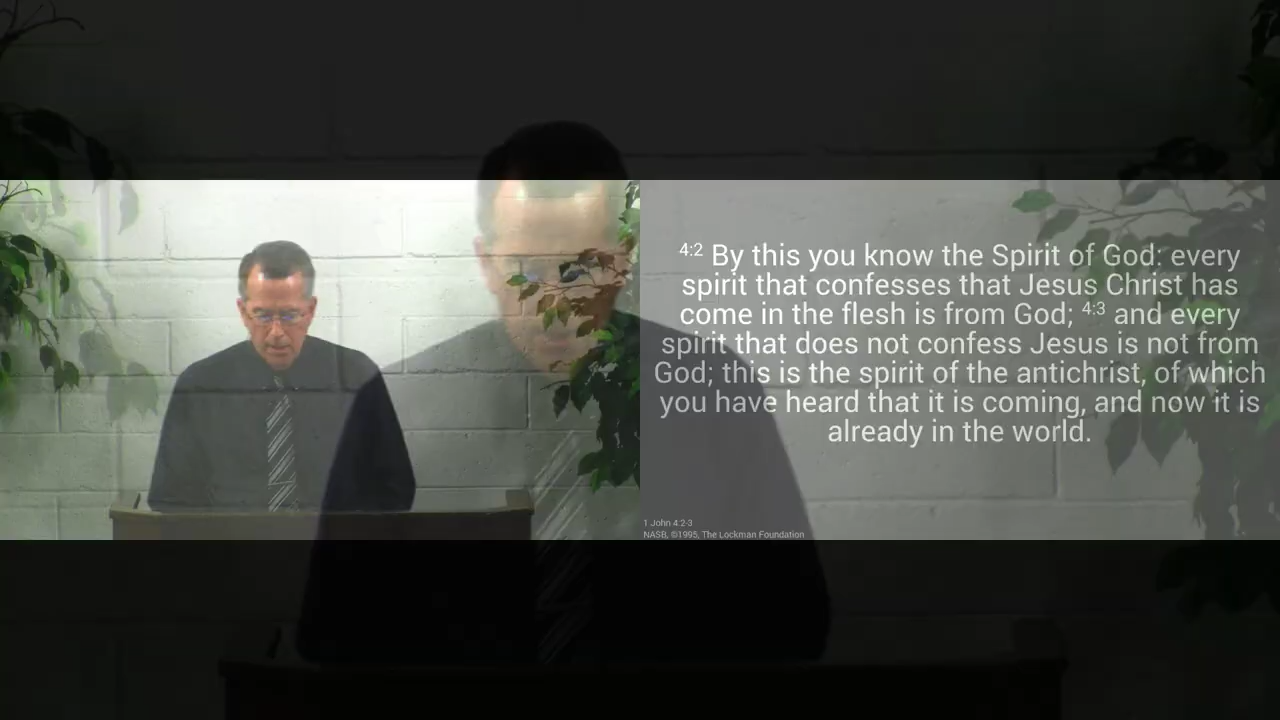 4:2 By this you know the Spirit of God: every
spirit that confesses that Jesus Christ has
come in the flesh is from God; 4:3 and every
spirit that does not confess Jesus is not from
God; this is the spirit of the antichrist, of which
you have heard that it is coming, and now it is
already in the world.
1 John 4:2-3
NASB, ©1995, The Lockman Foundation